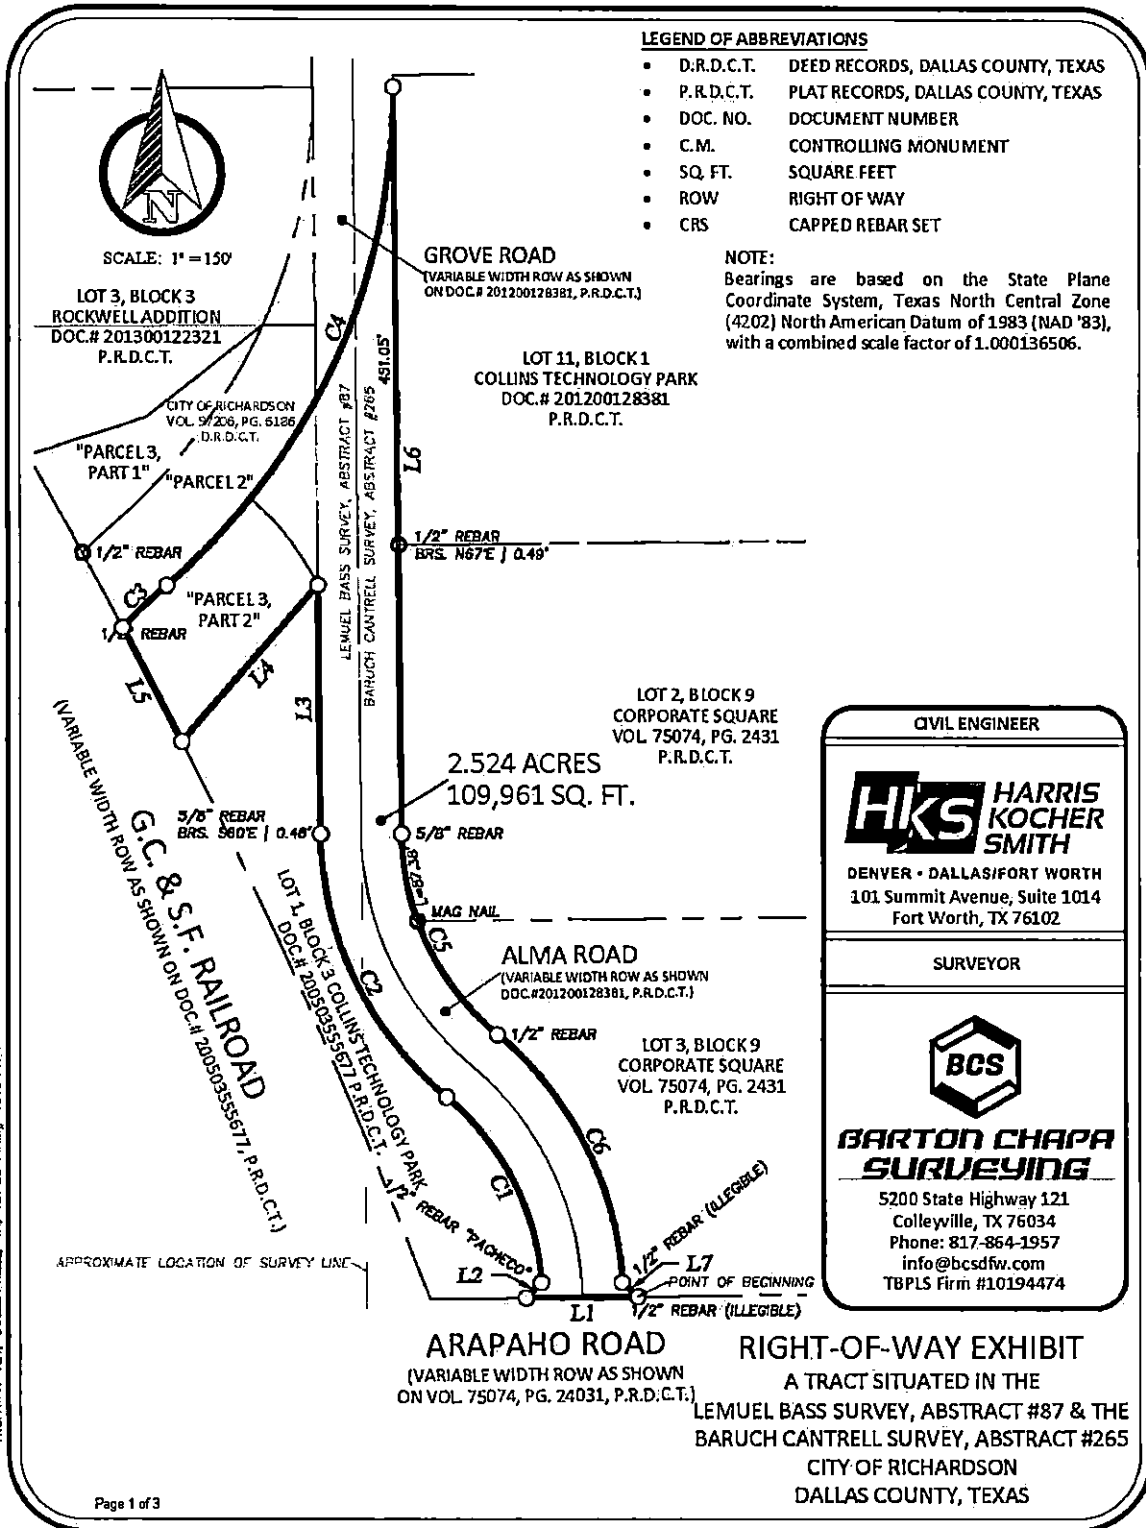 LEGEND OF ABBREVIATIONS
• D.R.D.C.T. DEED RECORDS, DALLAS COUNTY, TEXAS
• P.R.D.C.T. PLAT RECORDS, DALLAS COUNTY, TEXAS
• DOC. NO. DOCUMENT NUMBER
• C.M. CONTROLLING MONUMENT
• SQ. FT. SQUARE FEET
• ROW RIGHT OF WAY
• CRS CAPPED REBAR SET
NOTE:
Bearings are based on the State Plane
Coordinate System, Texas North Central Zone
(4202) North American Datum of 1983 (NAD '83),
with a combined scale factor of 1.000136506.
N
SCALE: 1" = 150'
LOT 3, BLOCK 3
ROCKWELL ADDITION
DOC.# 201300122321
P.R.D.C.T.
GROVE ROAD
(VARIABLE WIDTH ROW AS SHOWN
ON DOC.# 201200128381, P.R.D.C.T.)
C4
LOT 11, BLOCK 1
COLLINS TECHNOLOGY PARK
DOC.# 201200128381
P.R.D.C.T.
CITY OF RICHARDSON
VOL. 97206, PG. 6186
D.R.D.C.T.
"PARCEL 3,
PART 1"
"PARCEL 2"
LEMUEL BASS SURVEY, ABSTRACT #87
BARUCH CANTRELL SURVEY, ABSTRACT #265
491.05'
L6
1/2" REBAR
1/2" REBAR
BRS. N67°E | 0.49'
C3
"PARCEL 3,
PART 2"
1/2" REBAR
L5
L4
L3
LOT 2, BLOCK 9
CORPORATE SQUARE
VOL. 75074, PG. 2431
P.R.D.C.T.
2.524 ACRES
109,961 SQ. FT.
5/8" REBAR
BRS. S60°E | 0.46'
5/8" REBAR
L=87.38'
MAG NAIL
C5
G.C. & S.F. RAILROAD
(VARIABLE WIDTH ROW AS SHOWN ON DOC.# 200503555677, P.R.D.C.T.)
LOT 1, BLOCK 3 COLLINS TECHNOLOGY PARK
DOC.# 200503555677 P.R.D.C.T.
C2
ALMA ROAD
(VARIABLE WIDTH ROW AS SHOWN
DOC.#201200128381, P.R.D.C.T.)
1/2" REBAR
LOT 3, BLOCK 9
CORPORATE SQUARE
VOL. 75074, PG. 2431
P.R.D.C.T.
C6
C1
1/2" REBAR "PACHECO"
1/2" REBAR (ILLEGIBLE)
APPROXIMATE LOCATION OF SURVEY LINE
L2
L7
POINT OF BEGINNING
L1
1/2" REBAR (ILLEGIBLE)
ARAPAHO ROAD
(VARIABLE WIDTH ROW AS SHOWN
ON VOL. 75074, PG. 24031, P.R.D.C.T.)
CIVIL ENGINEER
HKS HARRIS
KOCHER
SMITH
DENVER • DALLAS/FORT WORTH
101 Summit Avenue, Suite 1014
Fort Worth, TX 76102
SURVEYOR
BCS
BARTON CHAPA
SURVEYING
5200 State Highway 121
Colleyville, TX 76034
Phone: 817-864-1957
info@bcsdfw.com
TBPLS Firm #10194474
RIGHT-OF-WAY EXHIBIT
A TRACT SITUATED IN THE
LEMUEL BASS SURVEY, ABSTRACT #87 & THE
BARUCH CANTRELL SURVEY, ABSTRACT #265
CITY OF RICHARDSON
DALLAS COUNTY, TEXAS
Page 1 of 3